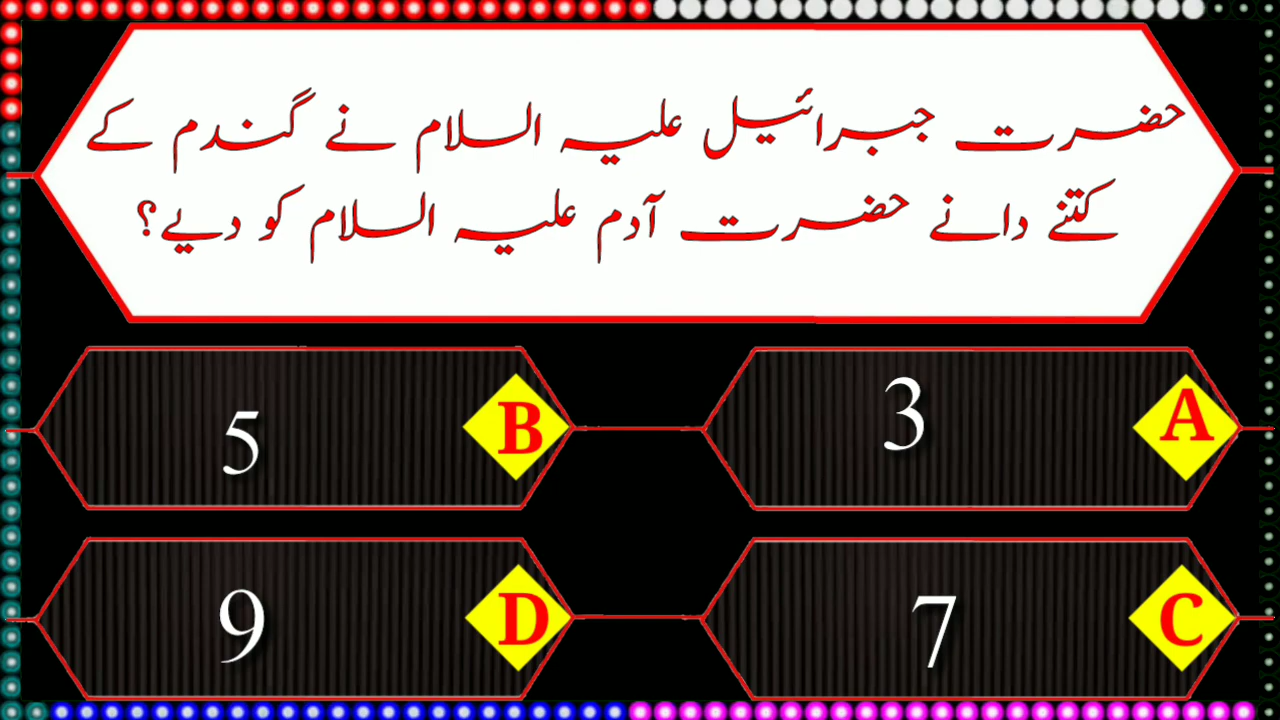 حضرت جبرائیل علیہ السلام نے گندم کے
کتنے دانے حضرت آدم علیہ السلام کو دیے؟
A 3
B 5
C 7
D 9